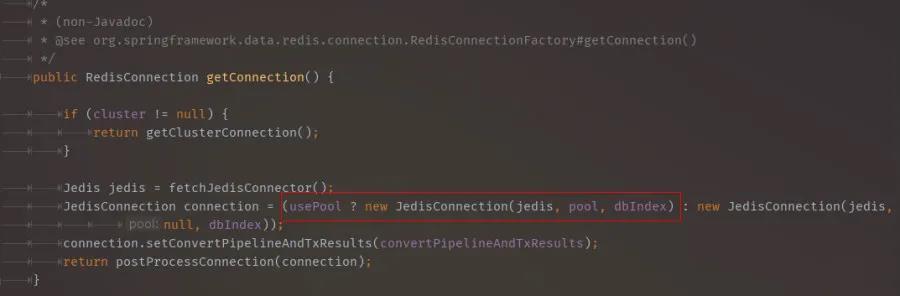 /*
* (non-Javadoc)
* @see org.springframework.data.redis.connection.RedisConnectionFactory#getConnection()
*/
public RedisConnection getConnection() {
if (cluster != null) {
return getClusterConnection();
}
Jedis jedis = fetchJedisConnector();
JedisConnection connection = (usePool ? new JedisConnection(jedis, pool, dbIndex) : new JedisConnection(jedis,
pool: null, dbIndex));
connection.setConvertPipelineAndTxResults(convertPipelineAndTxResults);
return postProcessConnection(connection);
}